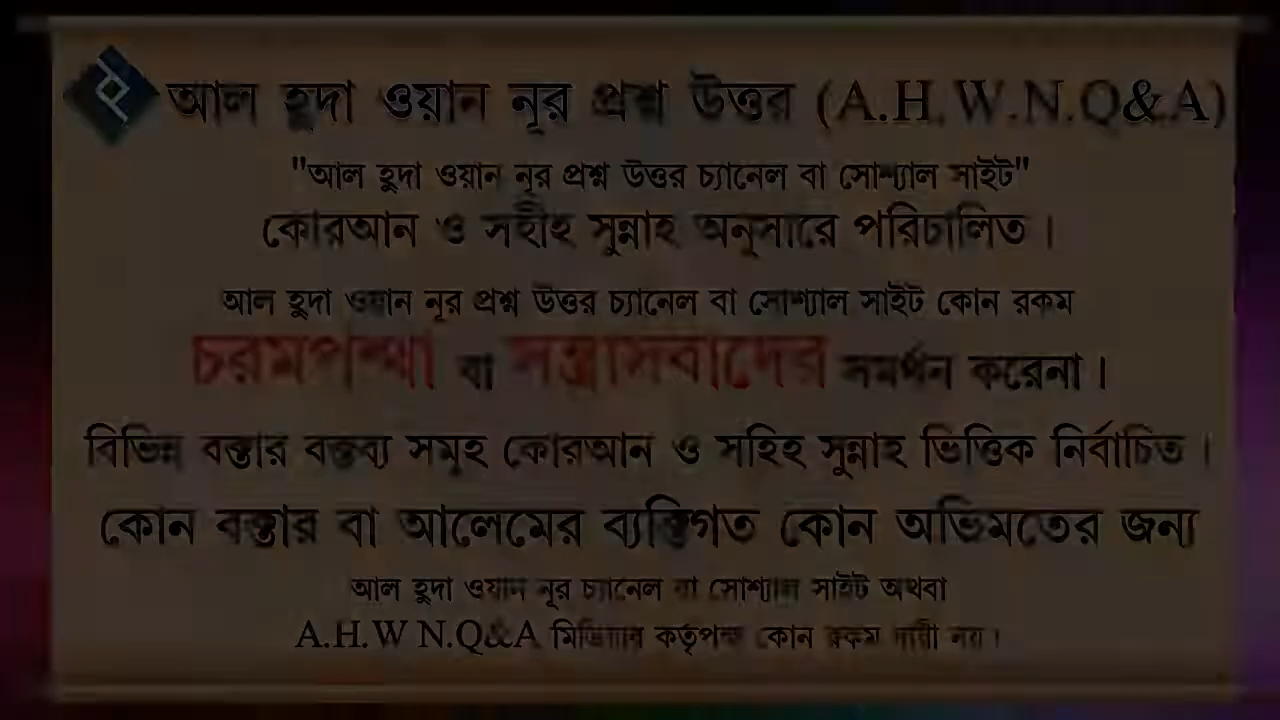 আল হুদা ওয়ান নূর প্রশ্ন উত্তর (A.H.W.N.Q&A)
"আল হুদা ওয়ান নূর প্রশ্ন উত্তর চ্যানেল বা সোশ্যাল সাইট"
কোরআন ও সহীহ সুন্নাহ অনুসারে পরিচালিত ।
আল হুদা ওয়ান নূর প্রশ্ন উত্তর চ্যানেল বা সোশ্যাল সাইট কোন রকম
চরমপন্থা বা সন্ত্রাসবাদের সমর্থন করেনা ।
বিভিন্ন বক্তার বক্তব্য সমূহ কোরআন ও সহিহ সুন্নাহ ভিত্তিক নির্বাচিত ।
কোন বক্তার বা আলেমের ব্যক্তিগত কোন অভিমতের জন্য
আল হুদা ওয়ান নূর চ্যানেল বা সোশ্যাল সাইট অথবা
A.H.W N.Q&A মিডিয়ার কর্তৃপক্ষ কোন রকম দায়ী নয় ।